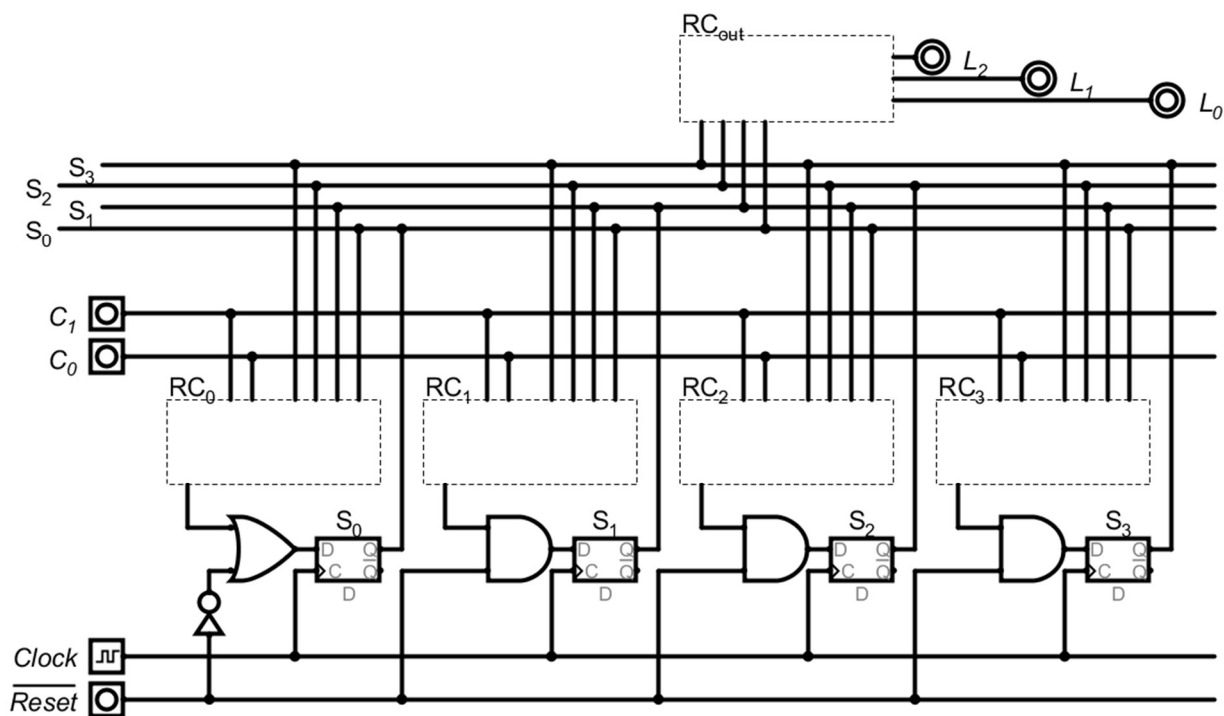 RCout
L2
L1
L0
S3
S2
S1
S0
C1
C0
RC0
RC1
RC2
RC3
S0
S1
S2
S3
D Q
C Q
D
D Q
C Q
D
D Q
C Q
D
D Q
C Q
D
Clock
Reset